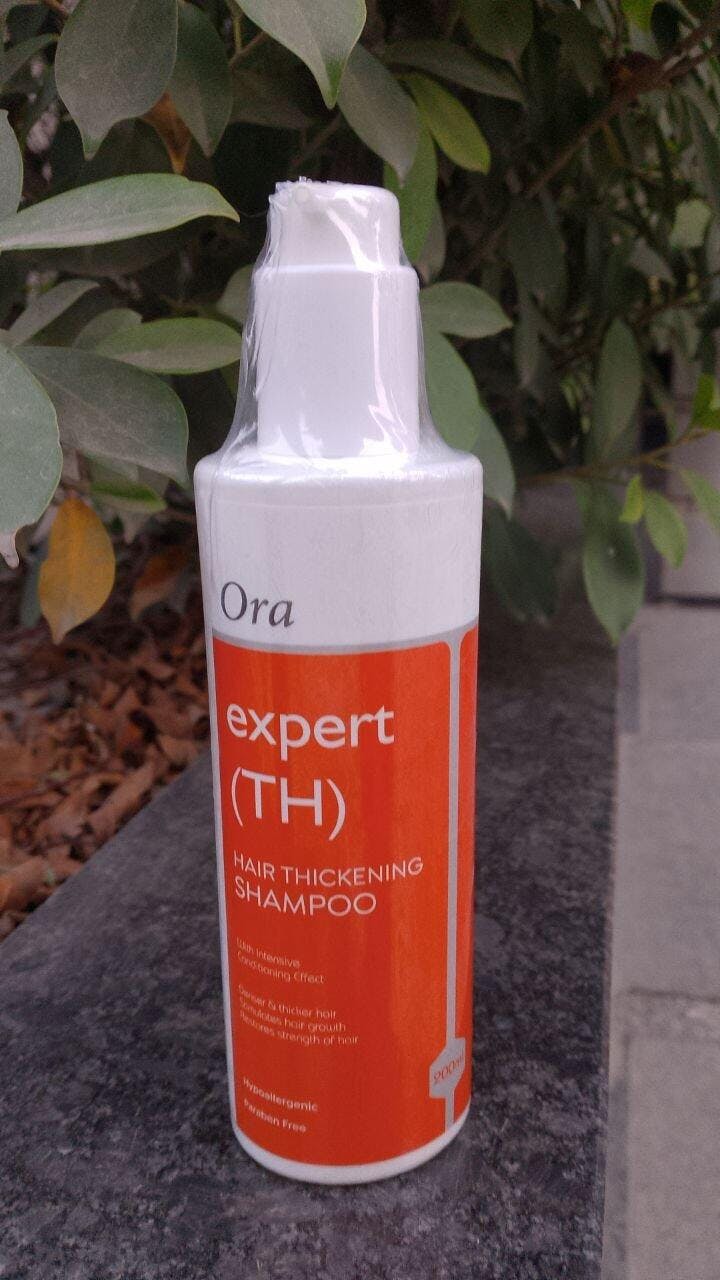 Ora
expert
(TH)
HAIR THICKENING
SHAMPOO
With Intensive
Conditioning Effect
Denser & thicker hair
Stimulates hair growth
Restores strength of hair
Hypoallergenic
Paraben Free
200ml